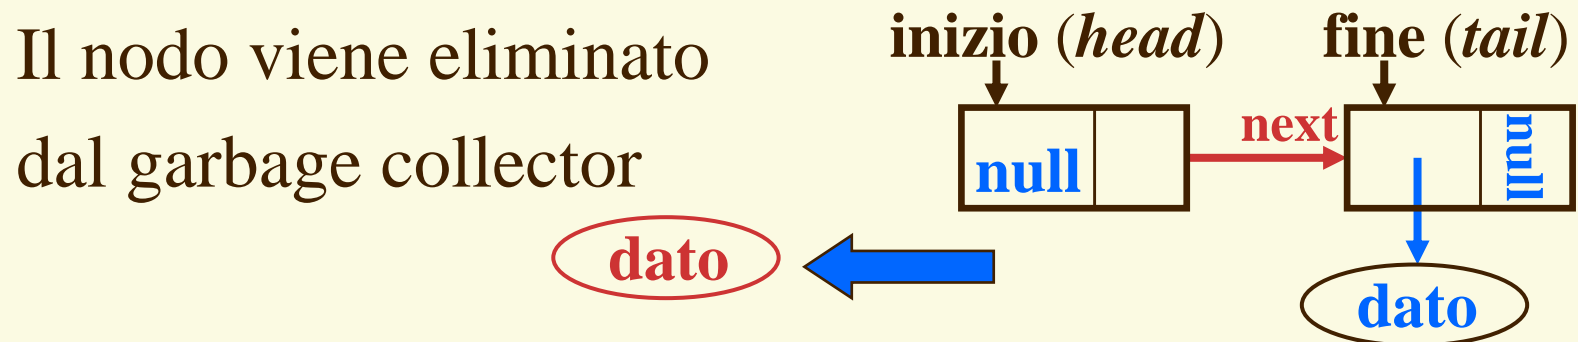 Il nodo viene eliminato
dal garbage collector
inizio (head)
fine (tail)
null
next
null
dato
dato